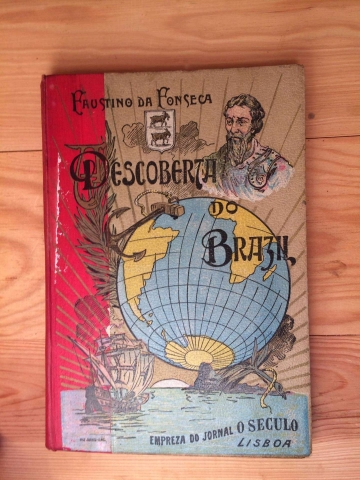 FAUSTINO DA FONSECA
DESCOBERTA
DO
BRAZIL
EMPREZA DO JORNAL O SECULO
LISBOA